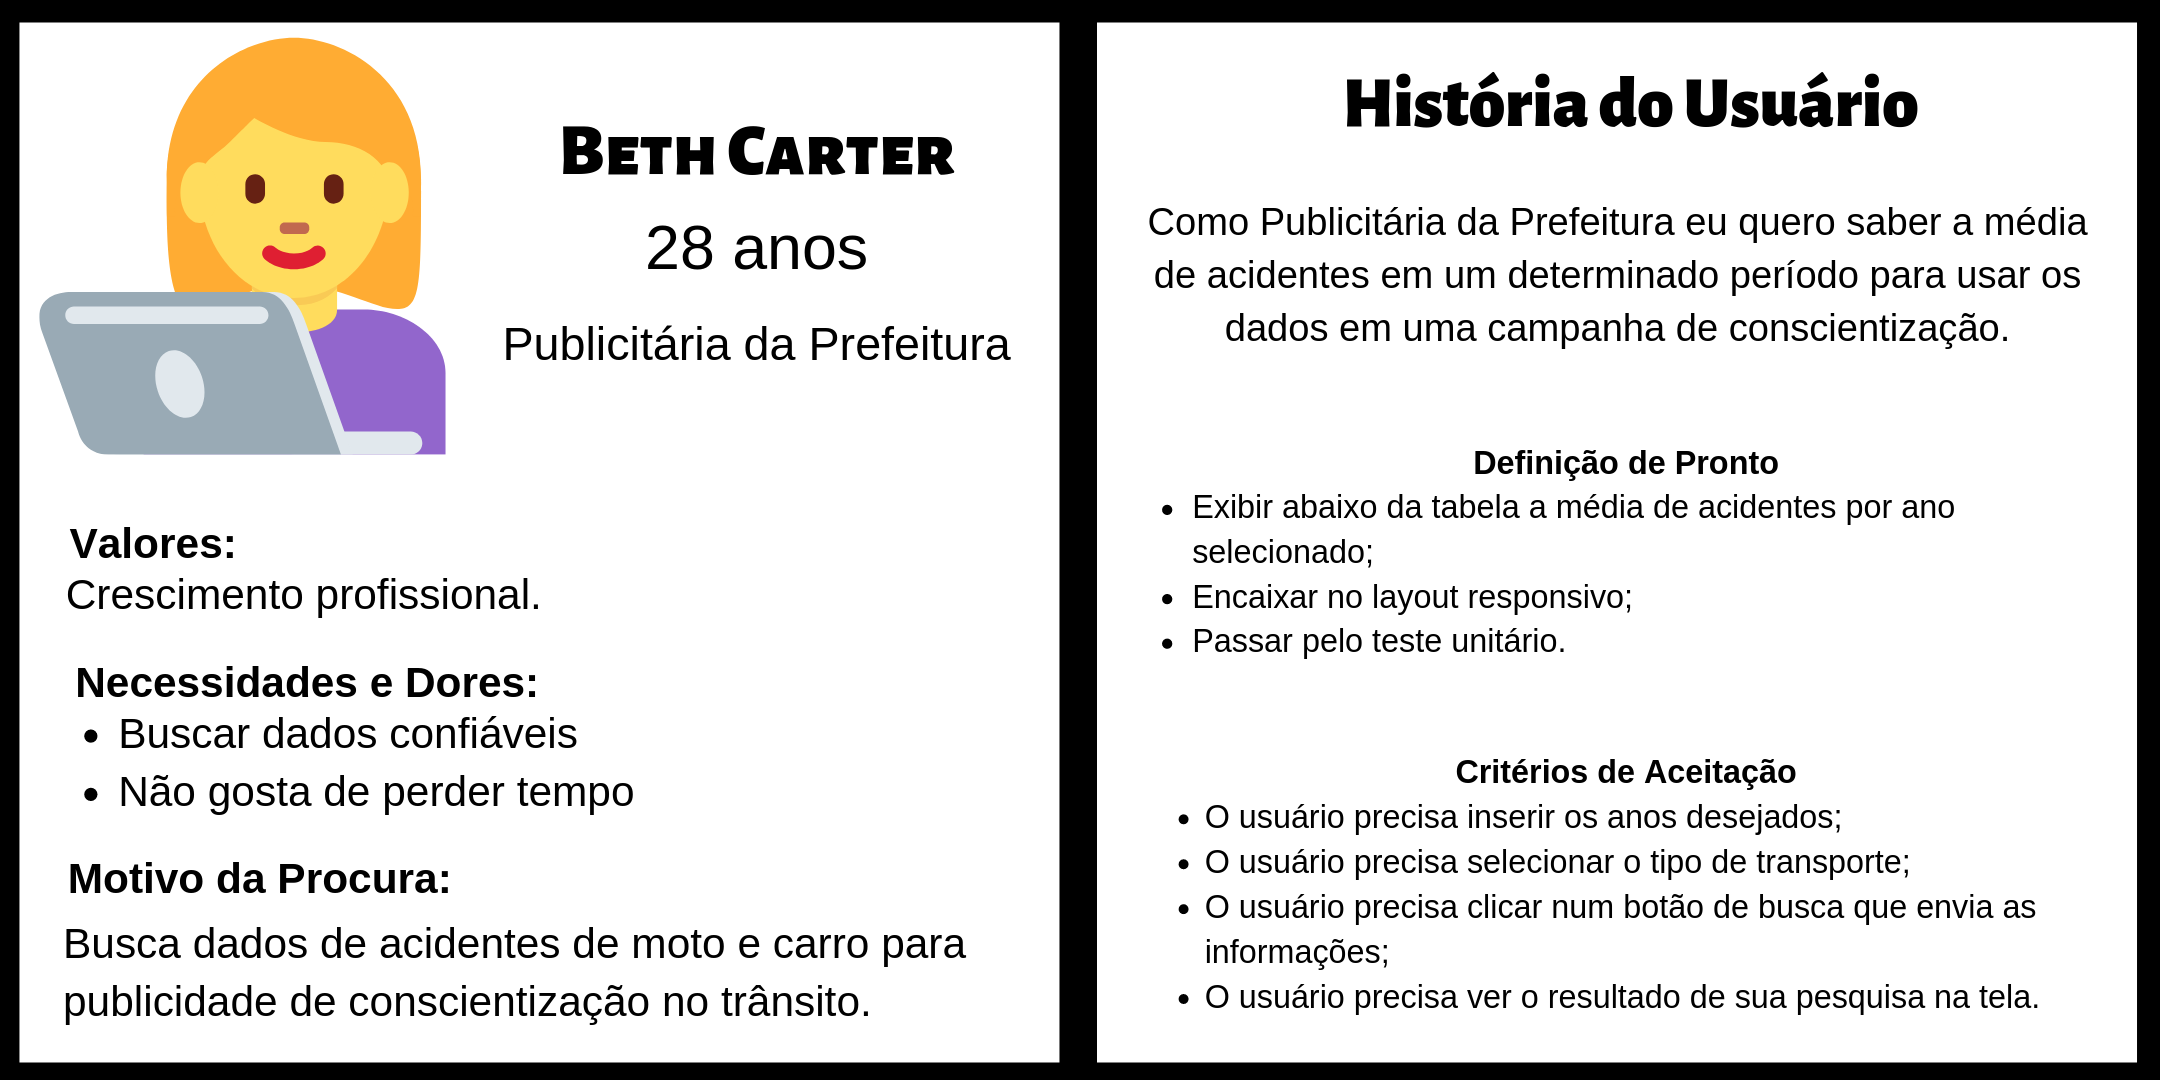 Beth Carter
28 anos
Publicitária da Prefeitura
Valores:
Crescimento profissional.
Necessidades e Dores:
• Buscar dados confiáveis
• Não gosta de perder tempo
Motivo da Procura:
Busca dados de acidentes de moto e carro para
publicidade de conscientização no trânsito.
História do Usuário
Como Publicitária da Prefeitura eu quero saber a média
de acidentes em um determinado período para usar os
dados em uma campanha de conscientização.
Definição de Pronto
• Exibir abaixo da tabela a média de acidentes por ano
selecionado;
• Encaixar no layout responsivo;
• Passar pelo teste unitário.
Critérios de Aceitação
• O usuário precisa inserir os anos desejados;
• O usuário precisa selecionar o tipo de transporte;
• O usuário precisa clicar num botão de busca que envia as
informações;
• O usuário precisa ver o resultado de sua pesquisa na tela.